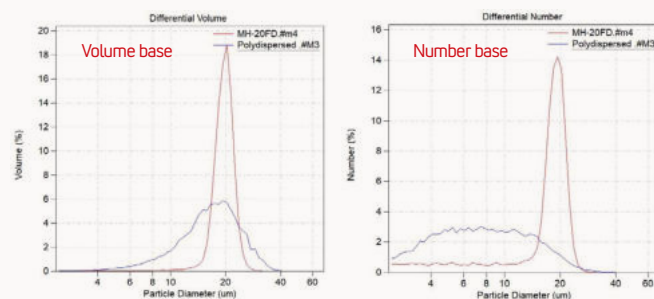 Differential Volume
MH-20FD.#m4
Polydispersed .#M3
Volume base
20
18
16
14
12
10
8
6
4
2
0
Volume (%)
4 6 8 10 20 40 60
Particle Diameter (um)
Differential Number
MH-20FD.#m4
Polydispersed .#M3
Number base
16
14
12
10
8
6
4
2
0
Number (%)
4 6 8 10 20 40 60
Particle Diameter (um)